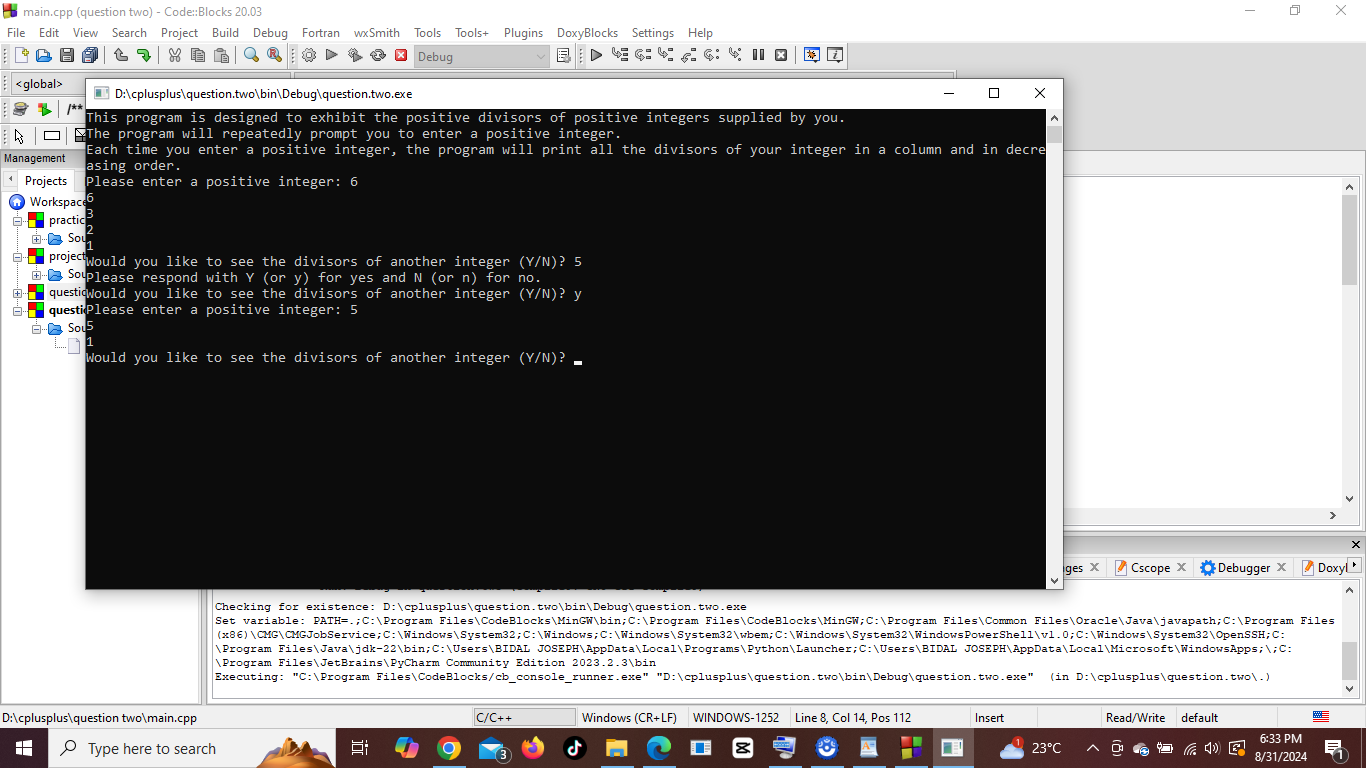 main.cpp (question two) - Code::Blocks 20.03
File Edit View Search Project Build Debug Fortran wxSmith Tools Tools+ Plugins DoxyBlocks Settings Help
Debug
<global>
/**
D:\cplusplus\question.two\bin\Debug\question.two.exe
This program is designed to exhibit the positive divisors of positive integers supplied by you.
The program will repeatedly prompt you to enter a positive integer.
Each time you enter a positive integer, the program will print all the divisors of your integer in a column and in decre
asing order.
Please enter a positive integer: 6
6
3
2
1
Would you like to see the divisors of another integer (Y/N)? 5
Please respond with Y (or y) for yes and N (or n) for no.
Would you like to see the divisors of another integer (Y/N)? y
Please enter a positive integer: 5
5
1
Would you like to see the divisors of another integer (Y/N)?
Management
Projects
Workspace
practic
Sou
project
Sou
questi
questi
Sou
ges Cscope Debugger Doxyl
Checking for existence: D:\cplusplus\question.two\bin\Debug\question.two.exe
Set variable: PATH=.;C:\Program Files\CodeBlocks\MinGW\bin;C:\Program Files\CodeBlocks\MinGW;C:\Program Files\Common Files\Oracle\Java\javapath;C:\Program Files
(x86)\CMG\CMGJobService;C:\Windows\System32;C:\Windows;C:\Windows\System32\wbem;C:\Windows\System32\WindowsPowerShell\v1.0;C:\Windows\System32\OpenSSH;C:
\Program Files\Java\jdk-22\bin;C:\Users\BIDAL JOSEPH\AppData\Local\Programs\Python\Launcher;C:\Users\BIDAL JOSEPH\AppData\Local\Microsoft\WindowsApps;\;C:
\Program Files\JetBrains\PyCharm Community Edition 2023.2.3\bin
Executing: "C:\Program Files\CodeBlocks/cb_console_runner.exe" "D:\cplusplus\question.two\bin\Debug\question.two.exe" (in D:\cplusplus\question.two\.)
D:\cplusplus\question two\main.cpp C/C++ Windows (CR+LF) WINDOWS-1252 Line 8, Col 14, Pos 112 Insert Read/Write default
Type here to search 3 23°C 6:33 PM
8/31/2024 1